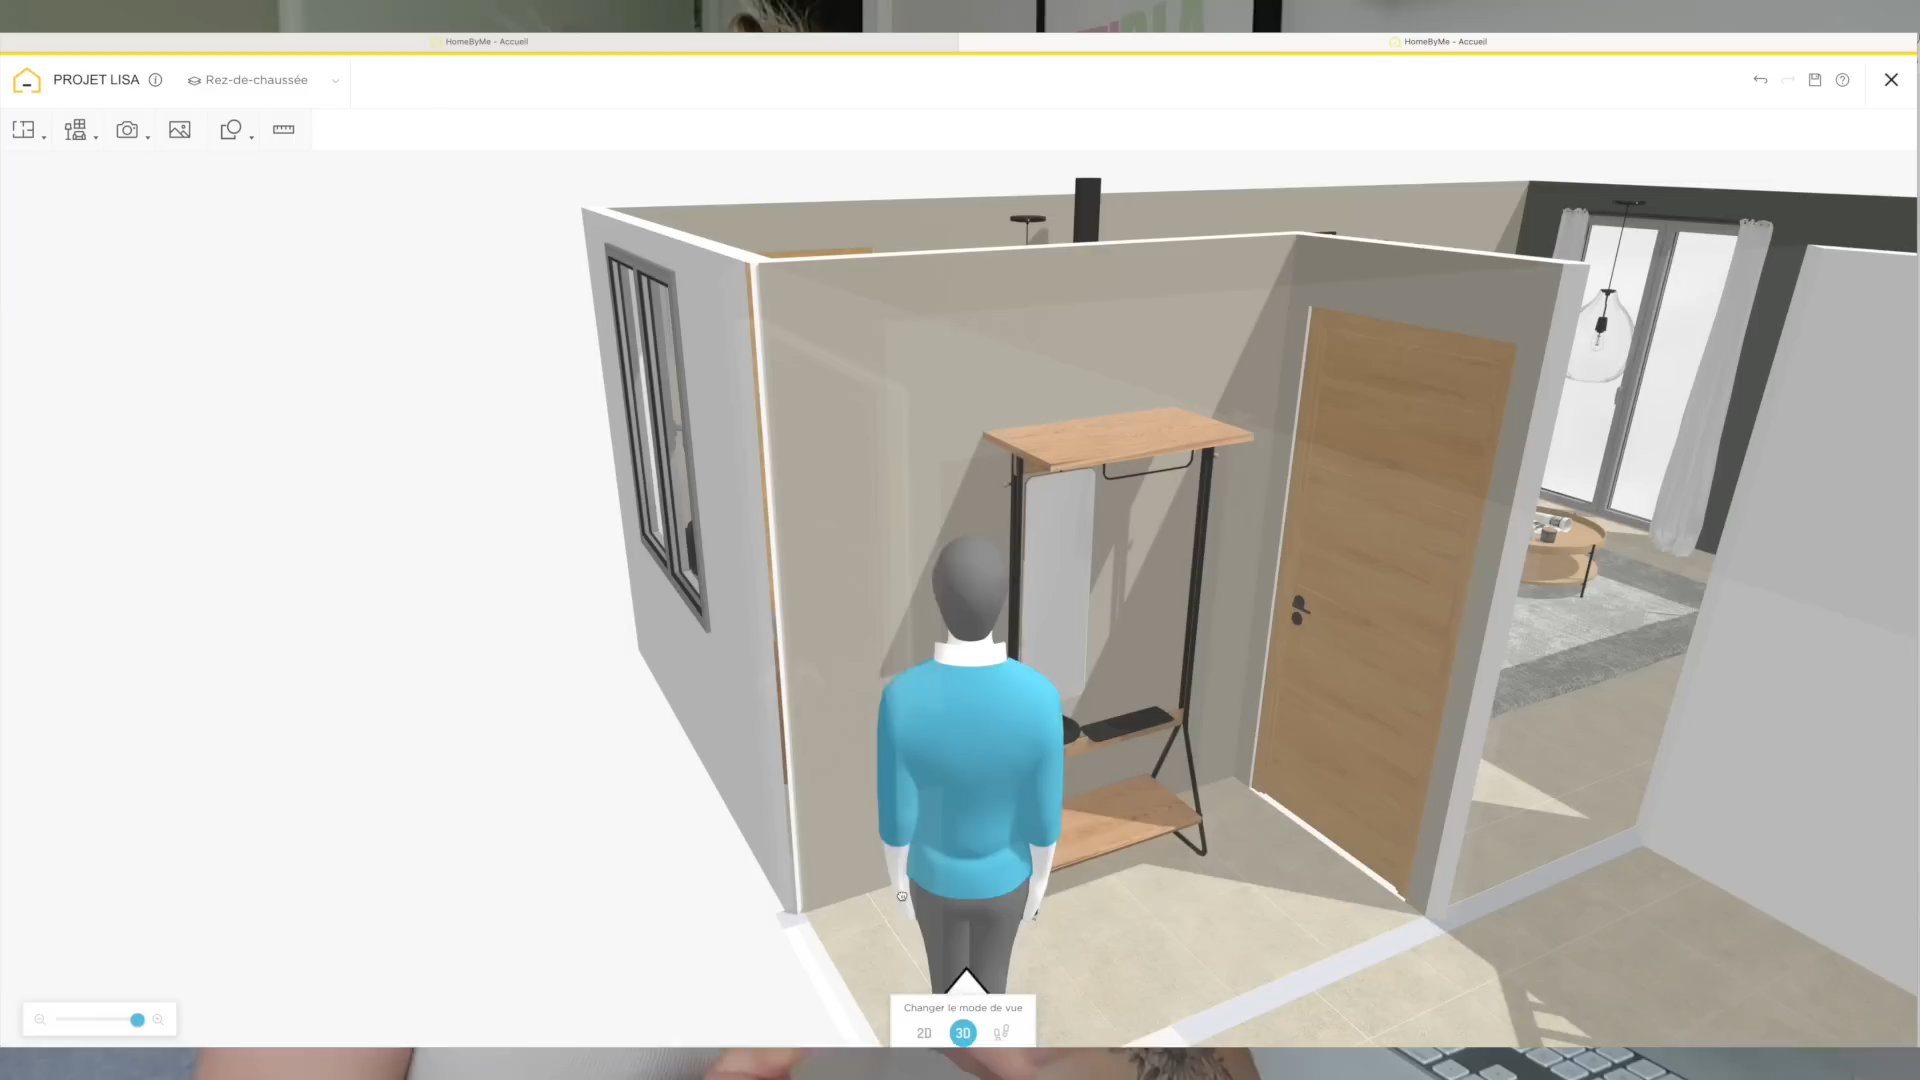 HomeByMe - Accueil
HomeByMe - Accueil
PROJET LISA
Rez-de-chaussée
Changer le mode de vue
2D
3D